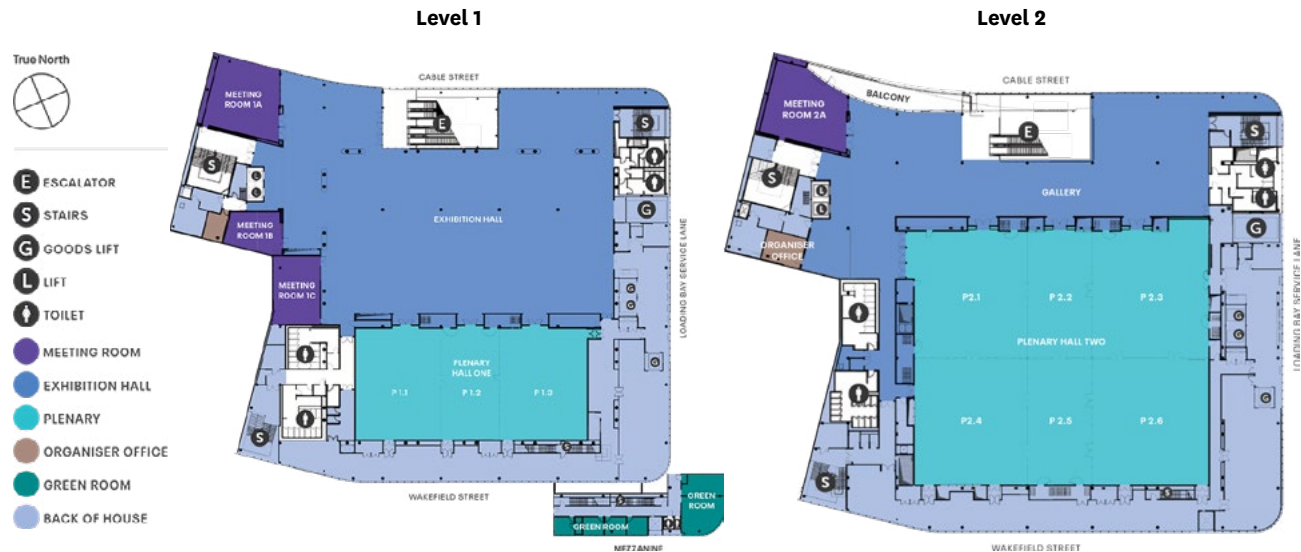 Level 1
Level 2
True North
E ESCALATOR
S STAIRS
G GOODS LIFT
L LIFT
TOILET
MEETING ROOM
EXHIBITION HALL
PLENARY
ORGANISER OFFICE
GREEN ROOM
BACK OF HOUSE
CABLE STREET
MEETING
ROOM 1A
E
S
S
L
L
G
MEETING
ROOM 1B
EXHIBITION HALL
MEETING
ROOM 1C
G
G
G
LOADING BAY SERVICE LANE
PLENARY
HALL ONE
P 1.1
P 1.2
P 1.3
S
G
WAKEFIELD STREET
GREEN
ROOM
GREEN ROOM
MEZZANINE
CABLE STREET
BALCONY
MEETING
ROOM 2A
E
S
S
L
L
GALLERY
G
ORGANISER
OFFICE
P2.1
P 2.2
P 2.3
G
G
PLENARY HALL TWO
LOADING BAY SERVICE LANE
G
P2.4
P2.5
P2.6
S
S
WAKEFIELD STREET